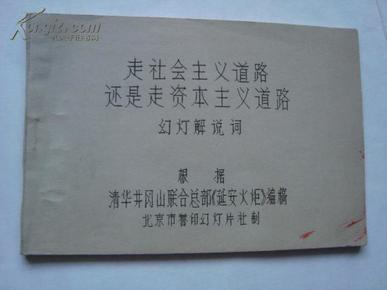 走社会主义道路
还是走资本主义道路
幻灯解说词
根据
清华井冈山联合总部《延安火炬》编稿
北京市誊印幻灯片社制